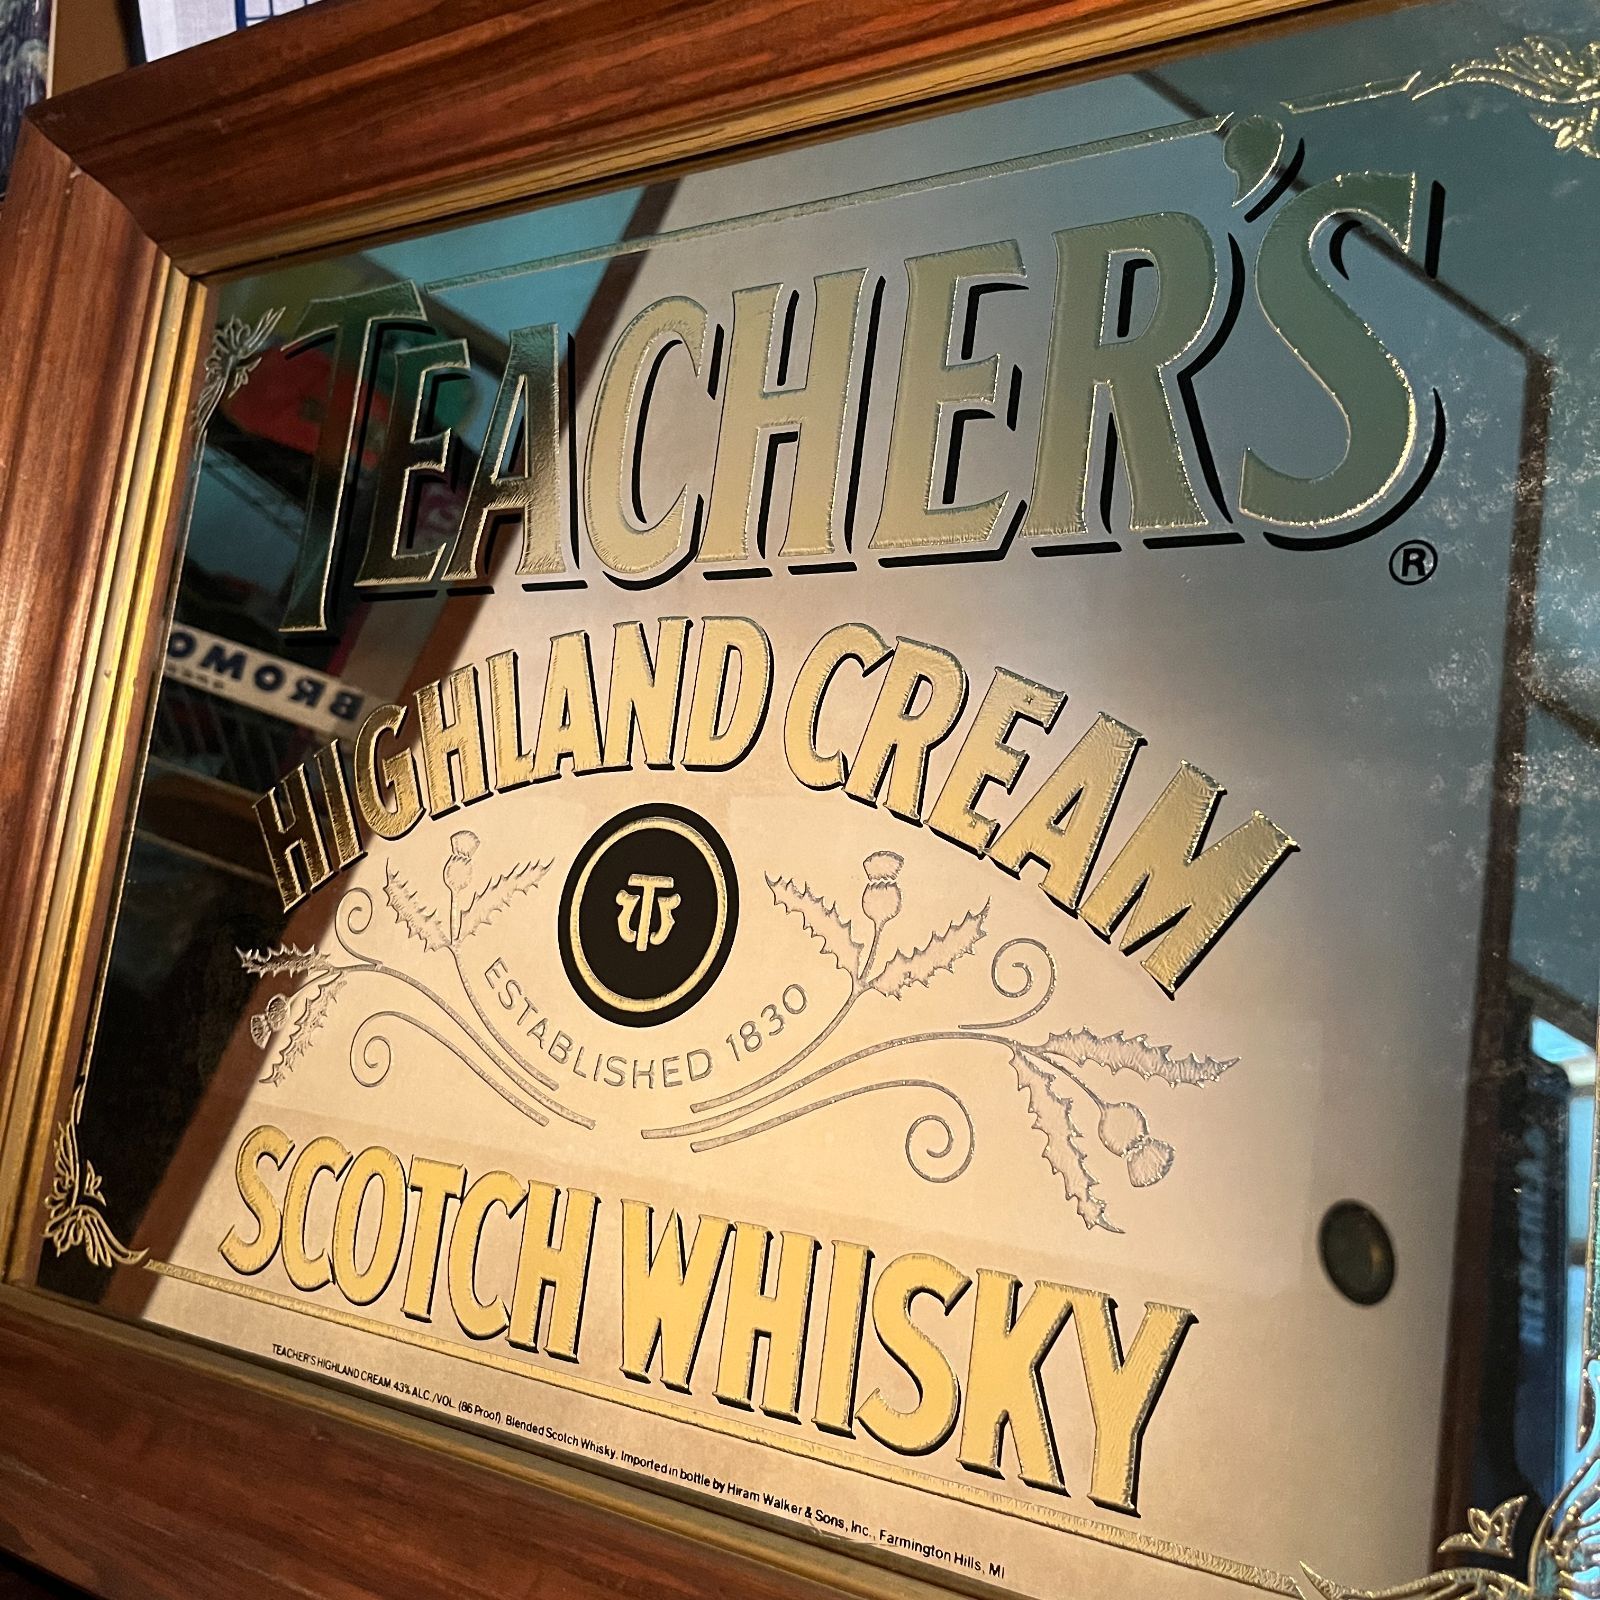 TEACHER'S
®
HIGHLAND CREAM
ESTABLISHED 1830
SCOTCH WHISKY
TEACHER'S HIGHLAND CREAM 43% ALC./VOL. (86 Proof). Blended Scotch Whisky. Imported in bottle by Hiram Walker & Sons, Inc., Farmington Hills, MI
BROMO